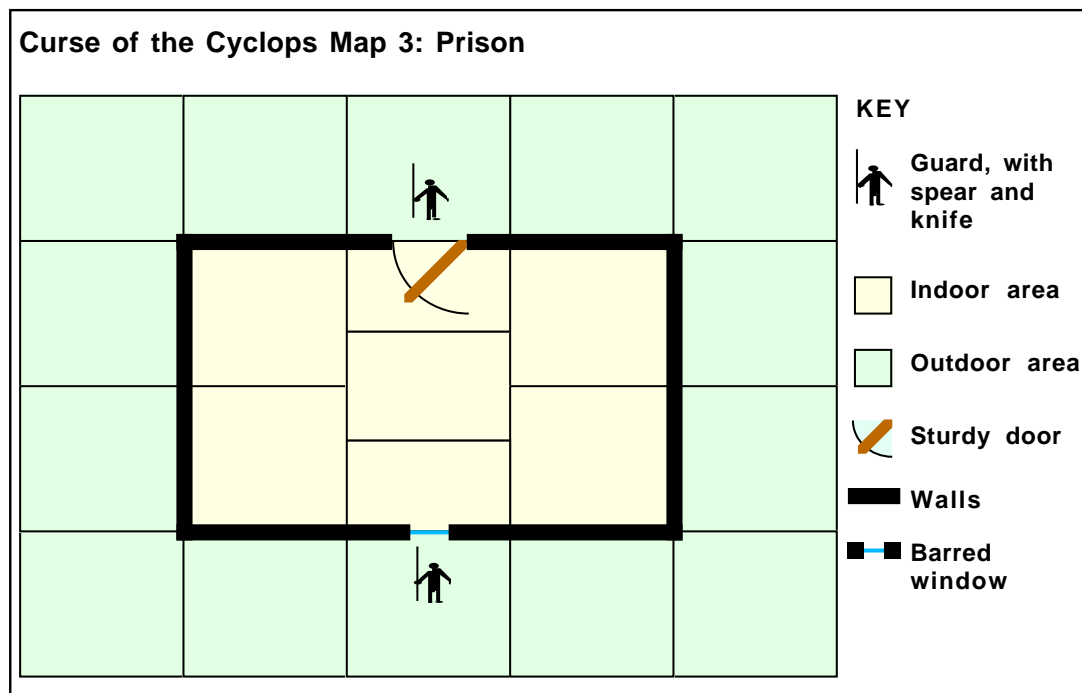 Curse of the Cyclops Map 3: Prison
KEY
Guard, with
spear and
knife
Indoor area
Outdoor area
Sturdy door
Walls
Barred
window